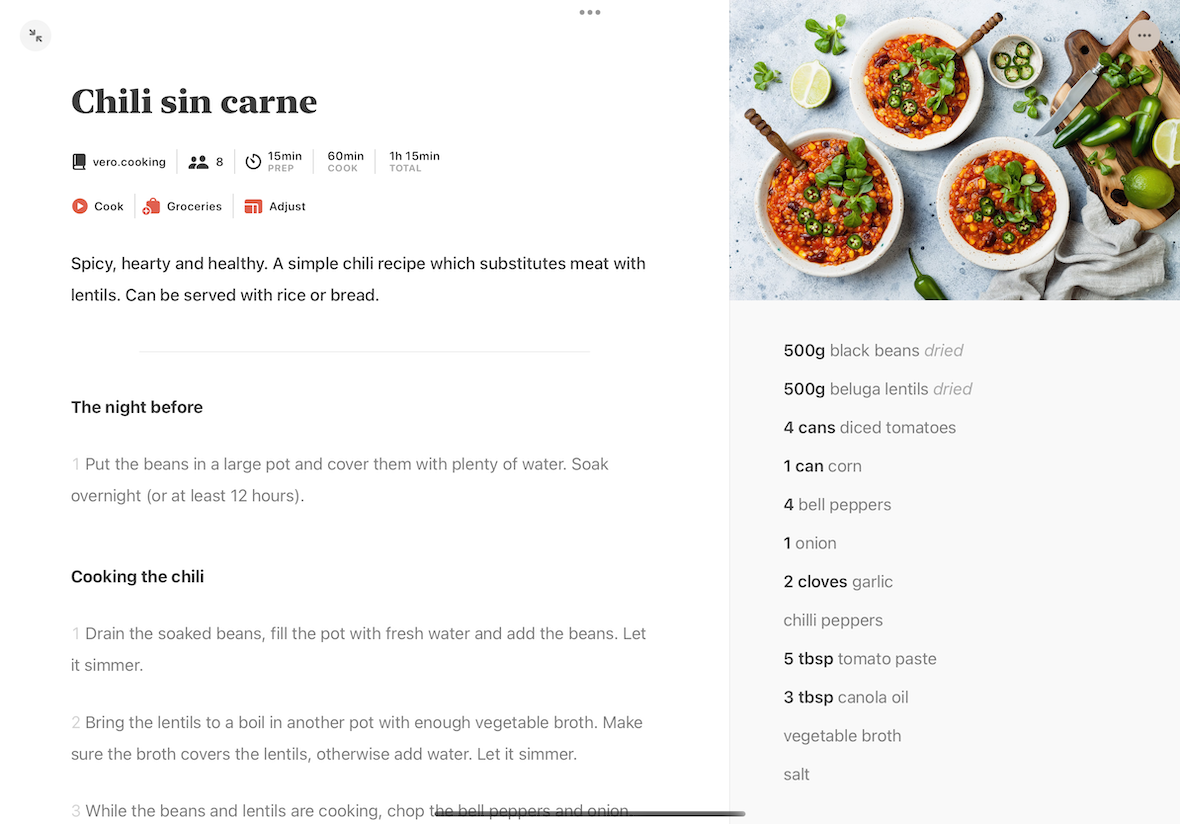 Chili sin carne
vero.cooking 8 15min PREP 60min COOK 1h 15min TOTAL
Cook Groceries Adjust
Spicy, hearty and healthy. A simple chili recipe which substitutes meat with
lentils. Can be served with rice or bread.
The night before
1 Put the beans in a large pot and cover them with plenty of water. Soak
overnight (or at least 12 hours).
Cooking the chili
1 Drain the soaked beans, fill the pot with fresh water and add the beans. Let
it simmer.
2 Bring the lentils to a boil in another pot with enough vegetable broth. Make
sure the broth covers the lentils, otherwise add water. Let it simmer.
3 While the beans and lentils are cooking, chop the bell peppers and onion
500g black beans dried
500g beluga lentils dried
4 cans diced tomatoes
1 can corn
4 bell peppers
1 onion
2 cloves garlic
chilli peppers
5 tbsp tomato paste
3 tbsp canola oil
vegetable broth
salt